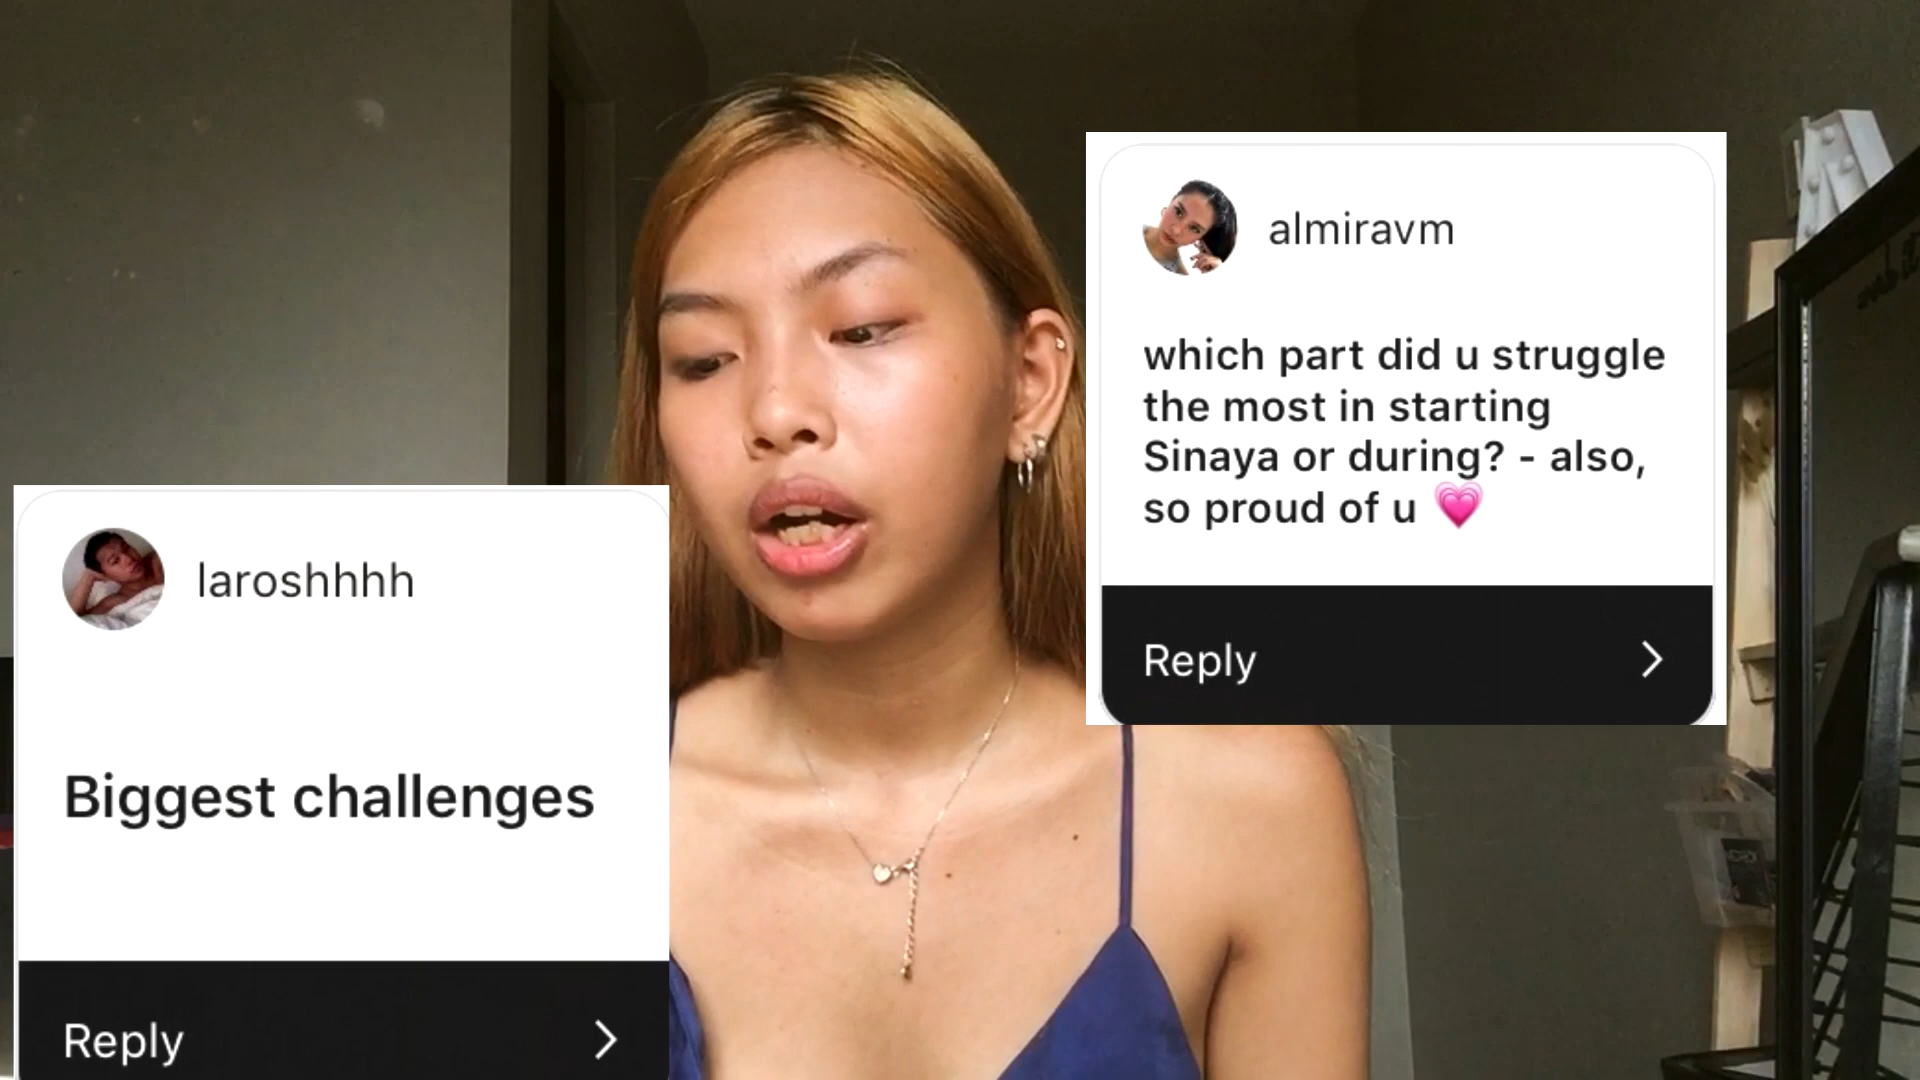 almiravm
which part did u struggle
the most in starting
Sinaya or during? - also,
so proud of u 💗
Reply
laroshhhh
Biggest challenges
Reply